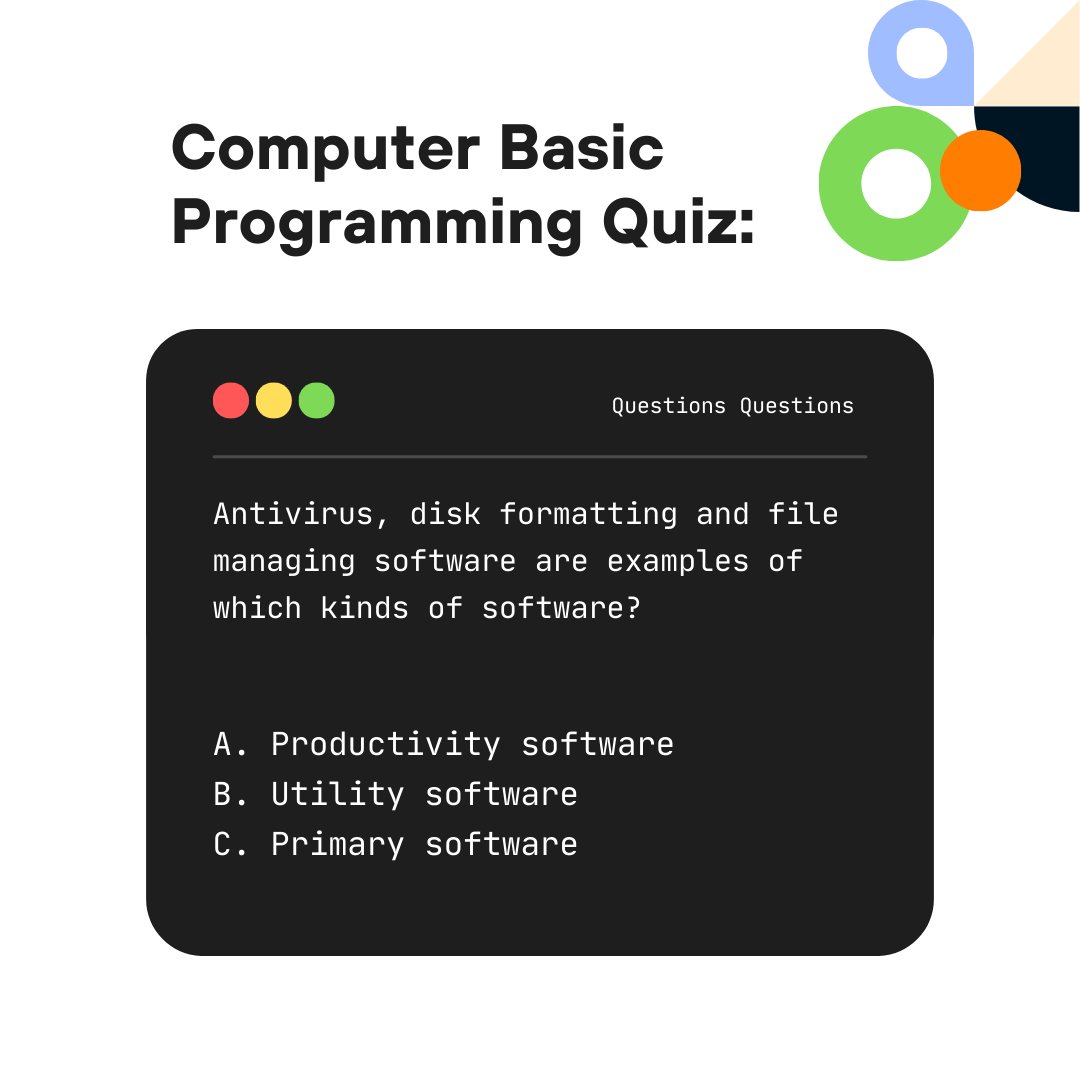 Computer Basic
Programming Quiz:
Questions Questions
Antivirus, disk formatting and file
managing software are examples of
which kinds of software?
A. Productivity software
B. Utility software
C. Primary software